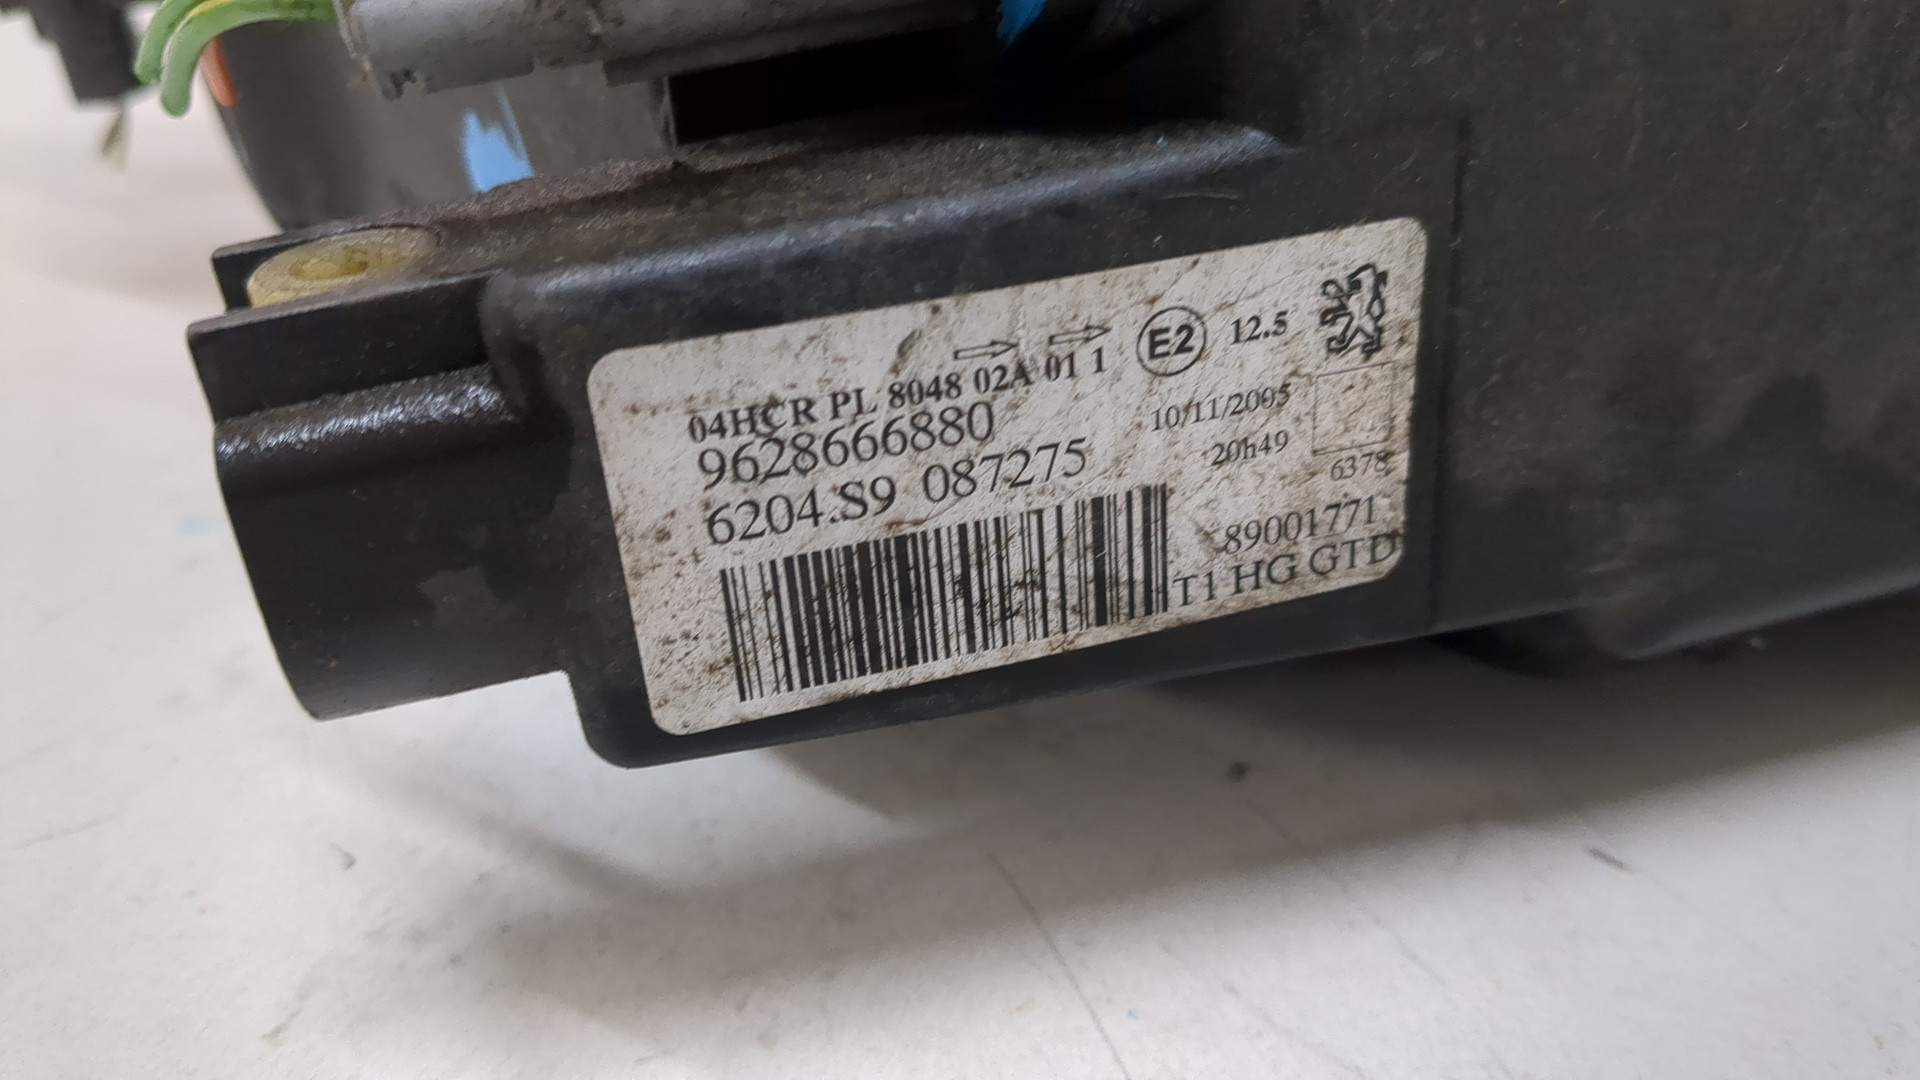 04HCR PL 8048 02A 01 1 E2 12.5
9628666880 10/11/2005
6204.S9 087275 20h49
6378
89001771
T1 HG GTD